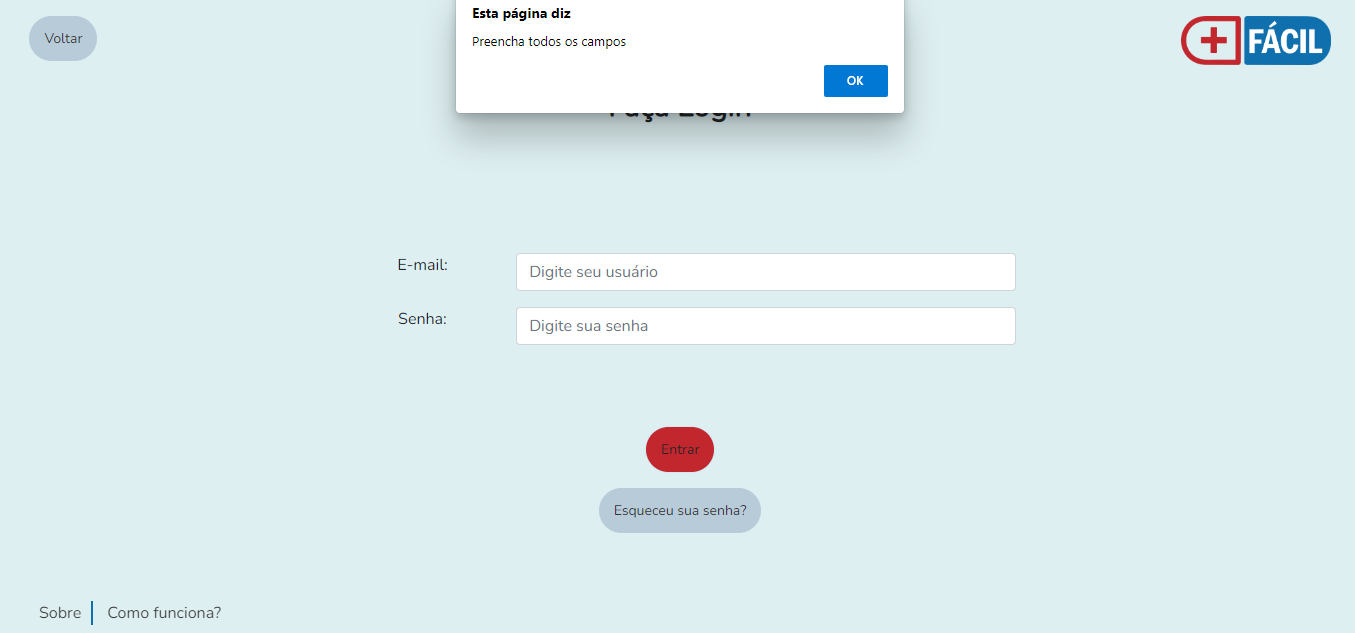 Esta página diz
Preencha todos os campos
OK
Voltar
FÁCIL
Faça Login
E-mail:
Digite seu usuário
Senha:
Digite sua senha
Entrar
Esqueceu sua senha?
Sobre
Como funciona?